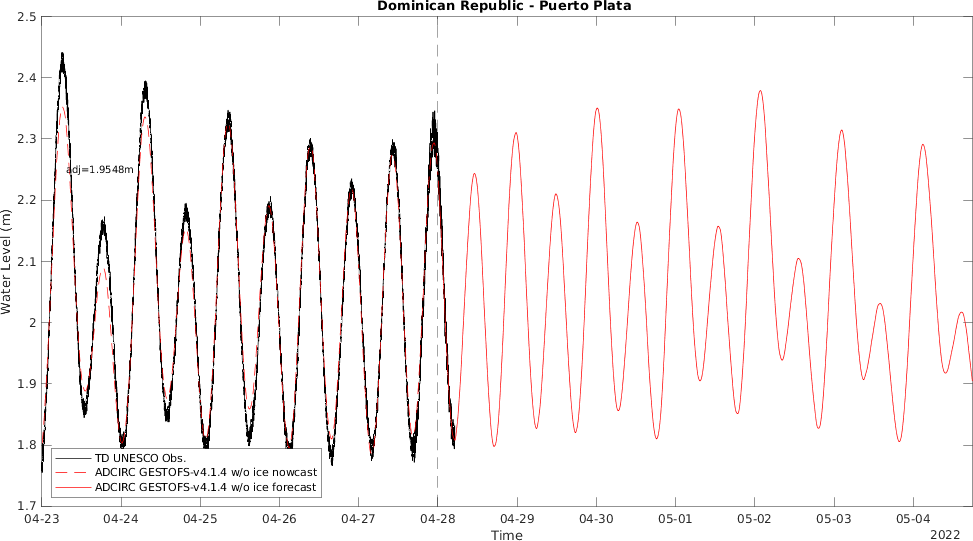 Dominican Republic - Puerto Plata
2.5
2.4
2.3
2.2
2.1
2
1.9
1.8
1.7
Water Level (m)
adj=1.9548m
TD UNESCO Obs.
ADCIRC GESTOFS-v4.1.4 w/o ice nowcast
ADCIRC GESTOFS-v4.1.4 w/o ice forecast
04-23 04-24 04-25 04-26 04-27 04-28 04-29 04-30 05-01 05-02 05-03 05-04
Time
2022